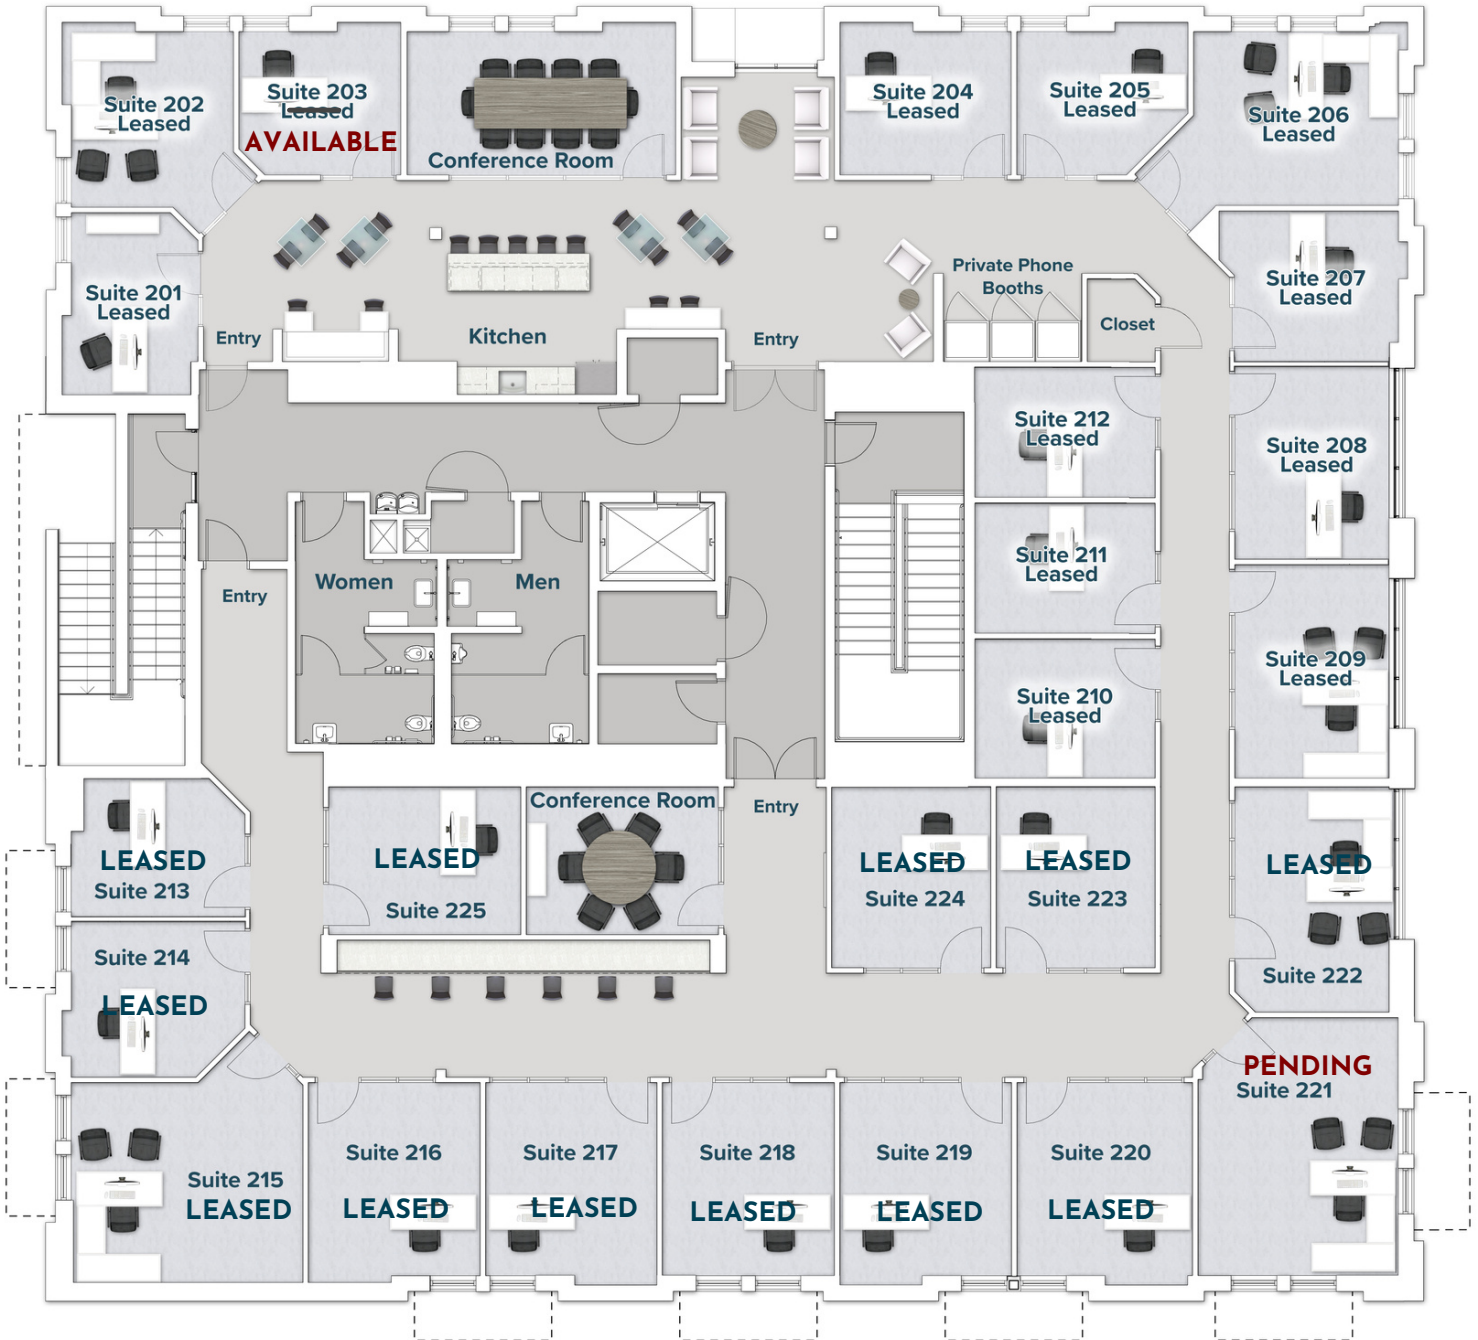 Suite 202
Leased
Suite 203
Leased
AVAILABLE
Conference Room
Suite 204
Leased
Suite 205
Leased
Suite 206
Leased
Suite 201
Leased
Entry
Kitchen
Entry
Private Phone
Booths
Closet
Suite 207
Leased
Suite 212
Leased
Suite 208
Leased
Suite 211
Leased
Women
Men
Entry
Suite 209
Leased
Suite 210
Leased
Conference Room
Entry
LEASED
Suite 213
LEASED
Suite 225
LEASED
Suite 224
LEASED
Suite 223
LEASED
Suite 222
Suite 214
LEASED
PENDING
Suite 221
Suite 215
LEASED
Suite 216
LEASED
Suite 217
LEASED
Suite 218
LEASED
Suite 219
LEASED
Suite 220
LEASED